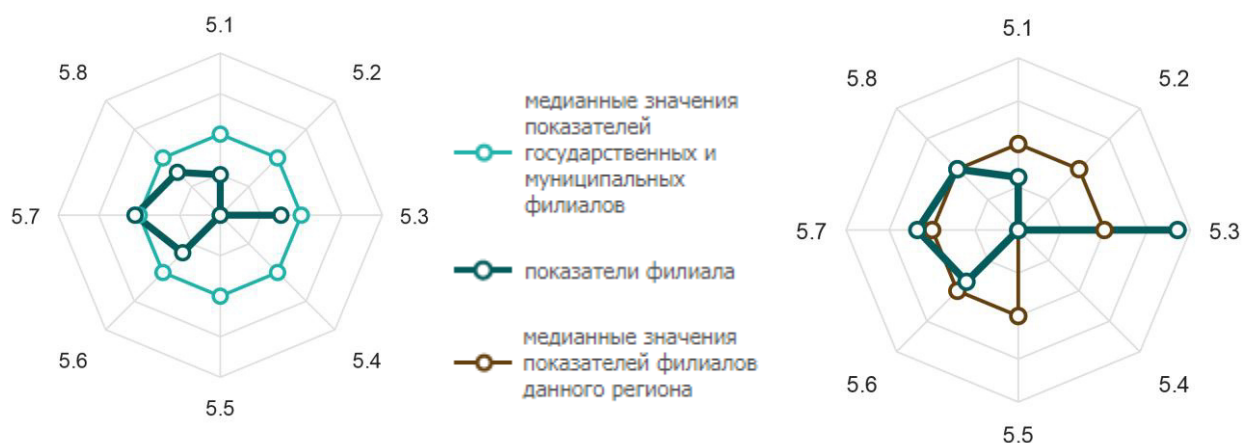 5.1
5.2
5.3
5.4
5.5
5.6
5.7
5.8
медианные значения
показателей
государственных и
муниципальных
филиалов
показатели филиала
медианные значения
показателей филиалов
данного региона
5.1
5.2
5.3
5.4
5.5
5.6
5.7
5.8